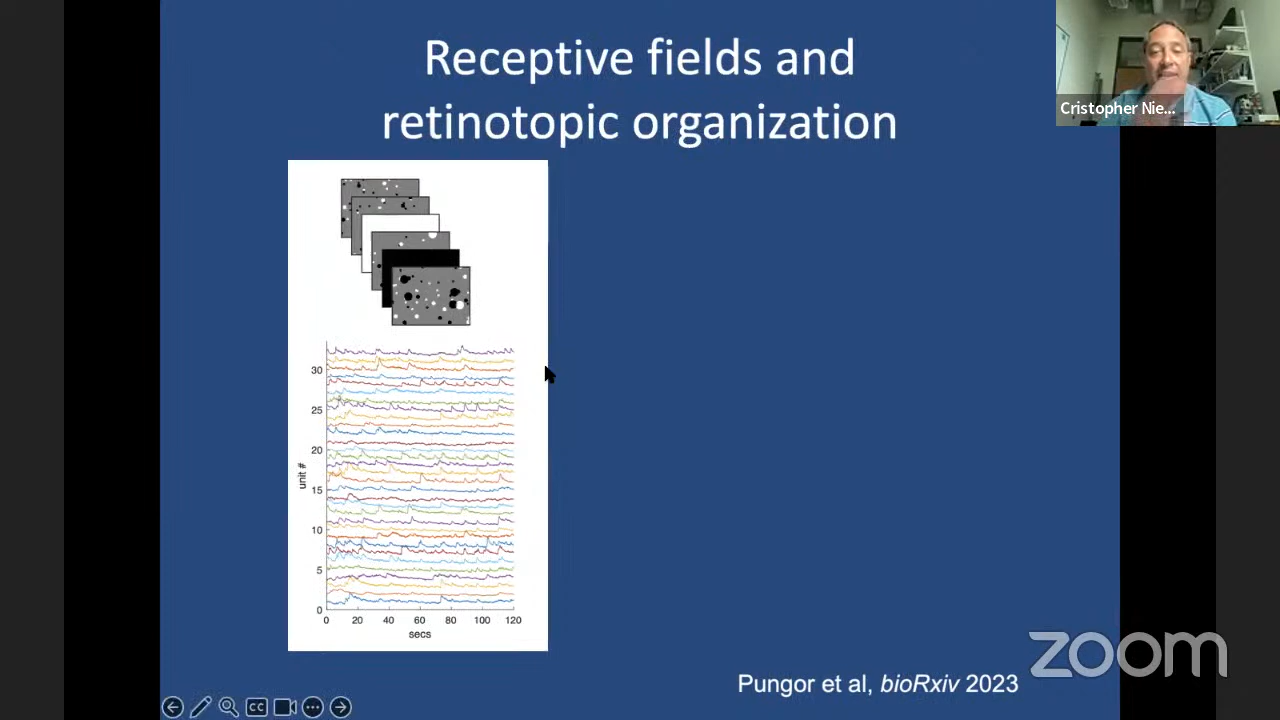 Receptive fields and
retinotopic organization
Cristopher Nie...
30
25
20
15
10
5
0
unit #
0 20 40 60 80 100 120
secs
Pungor et al, bioRxiv 2023
zoom
CC